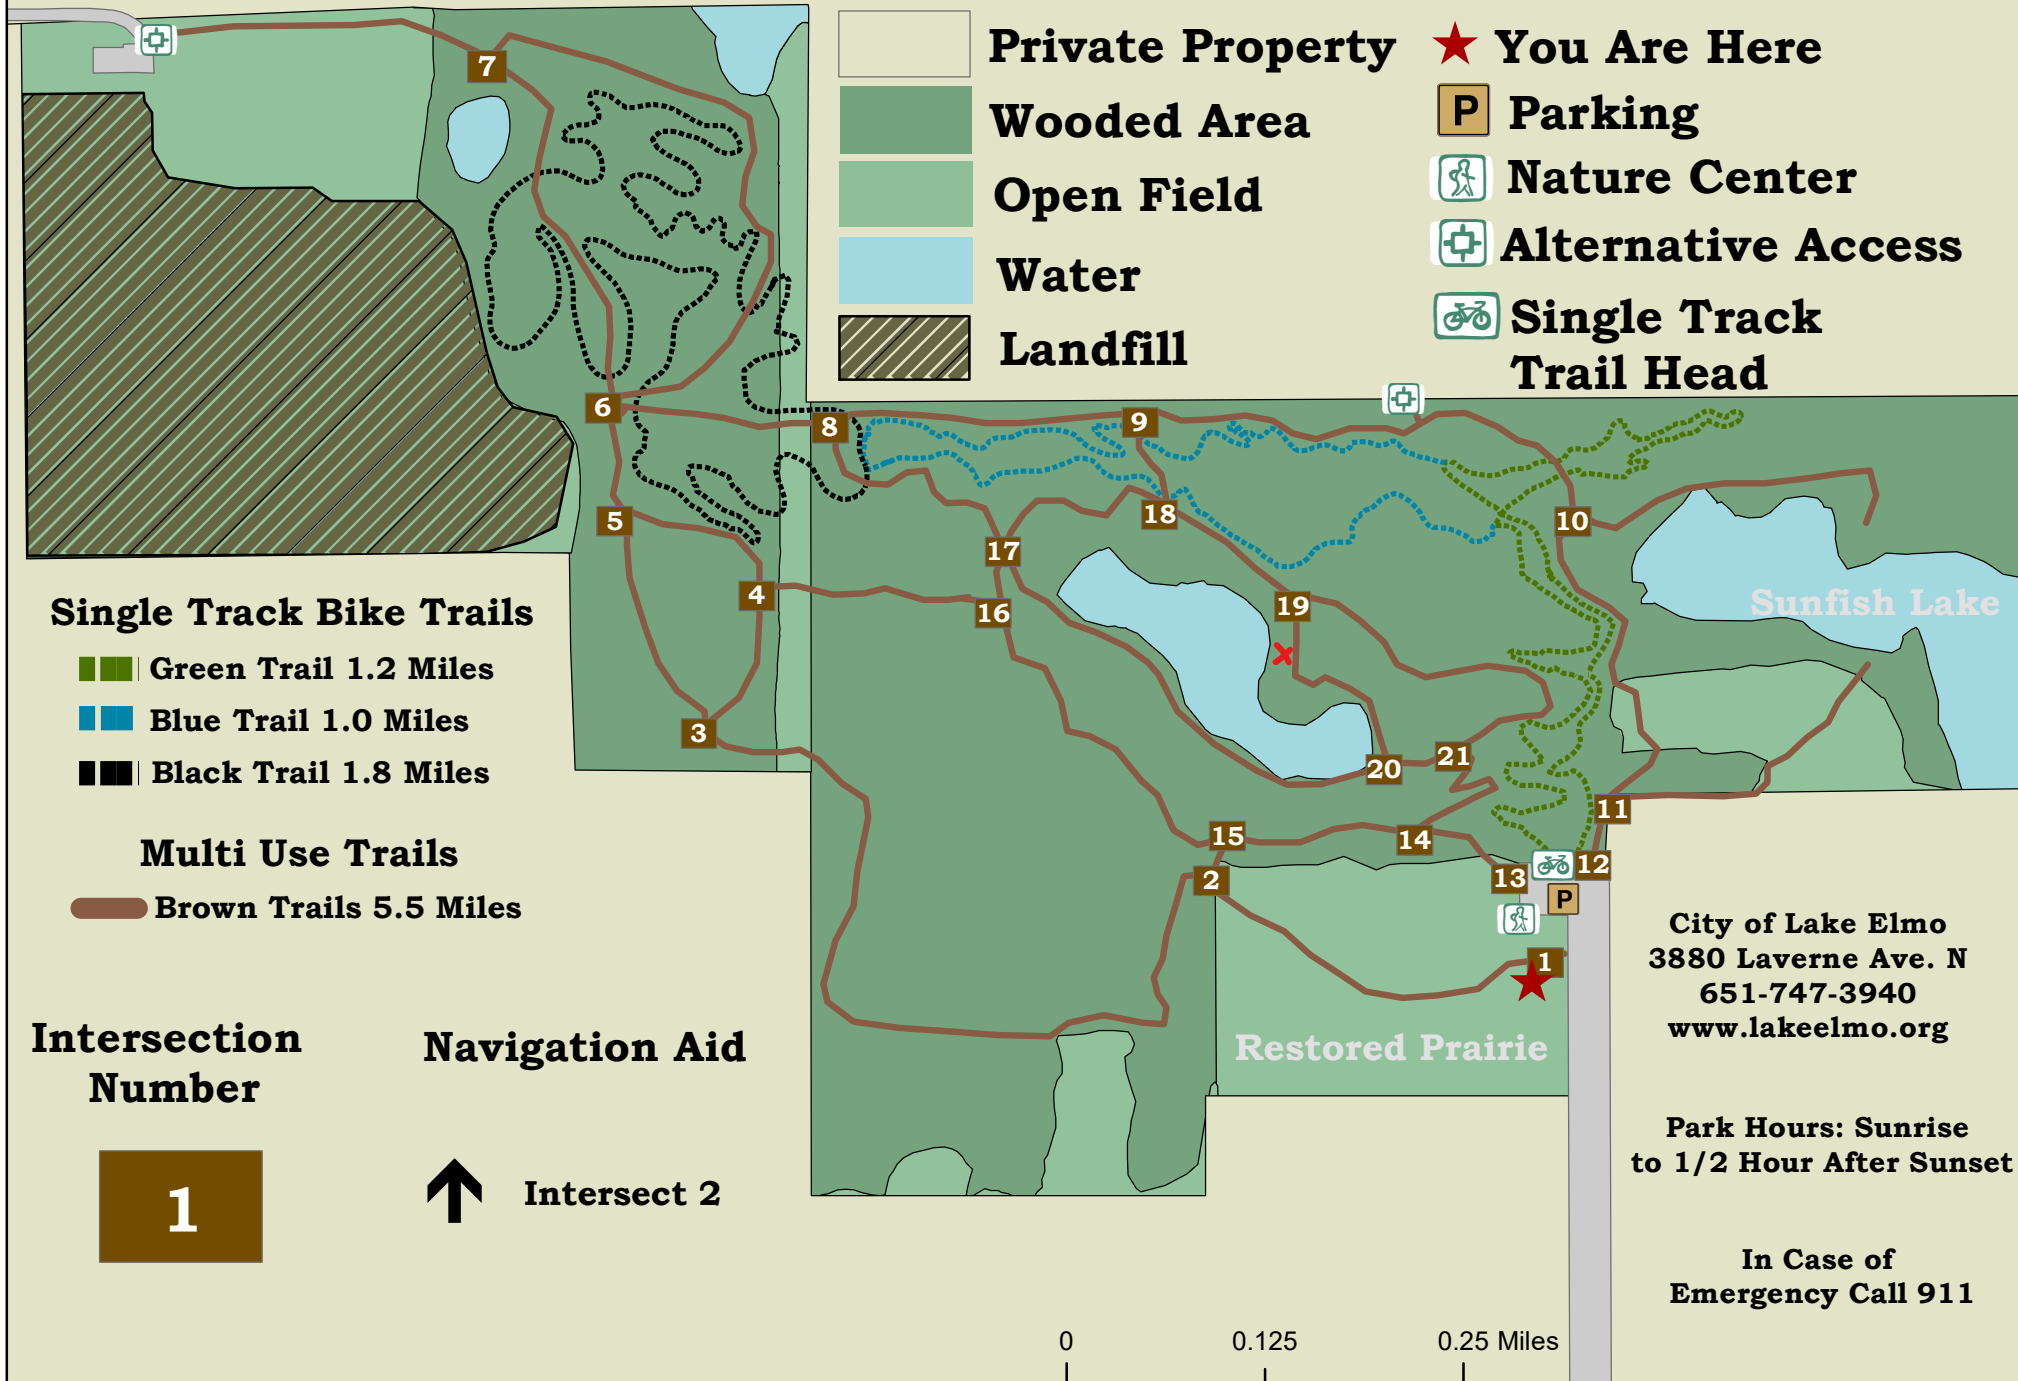 Private Property
Wooded Area
Open Field
Water
Landfill
You Are Here
P
Parking
Nature Center
Alternative Access
Single Track
Trail Head
7
6
8
9
5
10
18
17
4
16
19
Sunfish Lake
3
20
21
11
15
14
2
13
12
P
1
Restored Prairie
Single Track Bike Trails
Green Trail 1.2 Miles
Blue Trail 1.0 Miles
Black Trail 1.8 Miles
Multi Use Trails
Brown Trails 5.5 Miles
Intersection
Number
1
Navigation Aid
Intersect 2
City of Lake Elmo
3880 Laverne Ave. N
651-747-3940
www.lakeelmo.org
Park Hours: Sunrise
to 1/2 Hour After Sunset
In Case of
Emergency Call 911
0 0.125 0.25 Miles